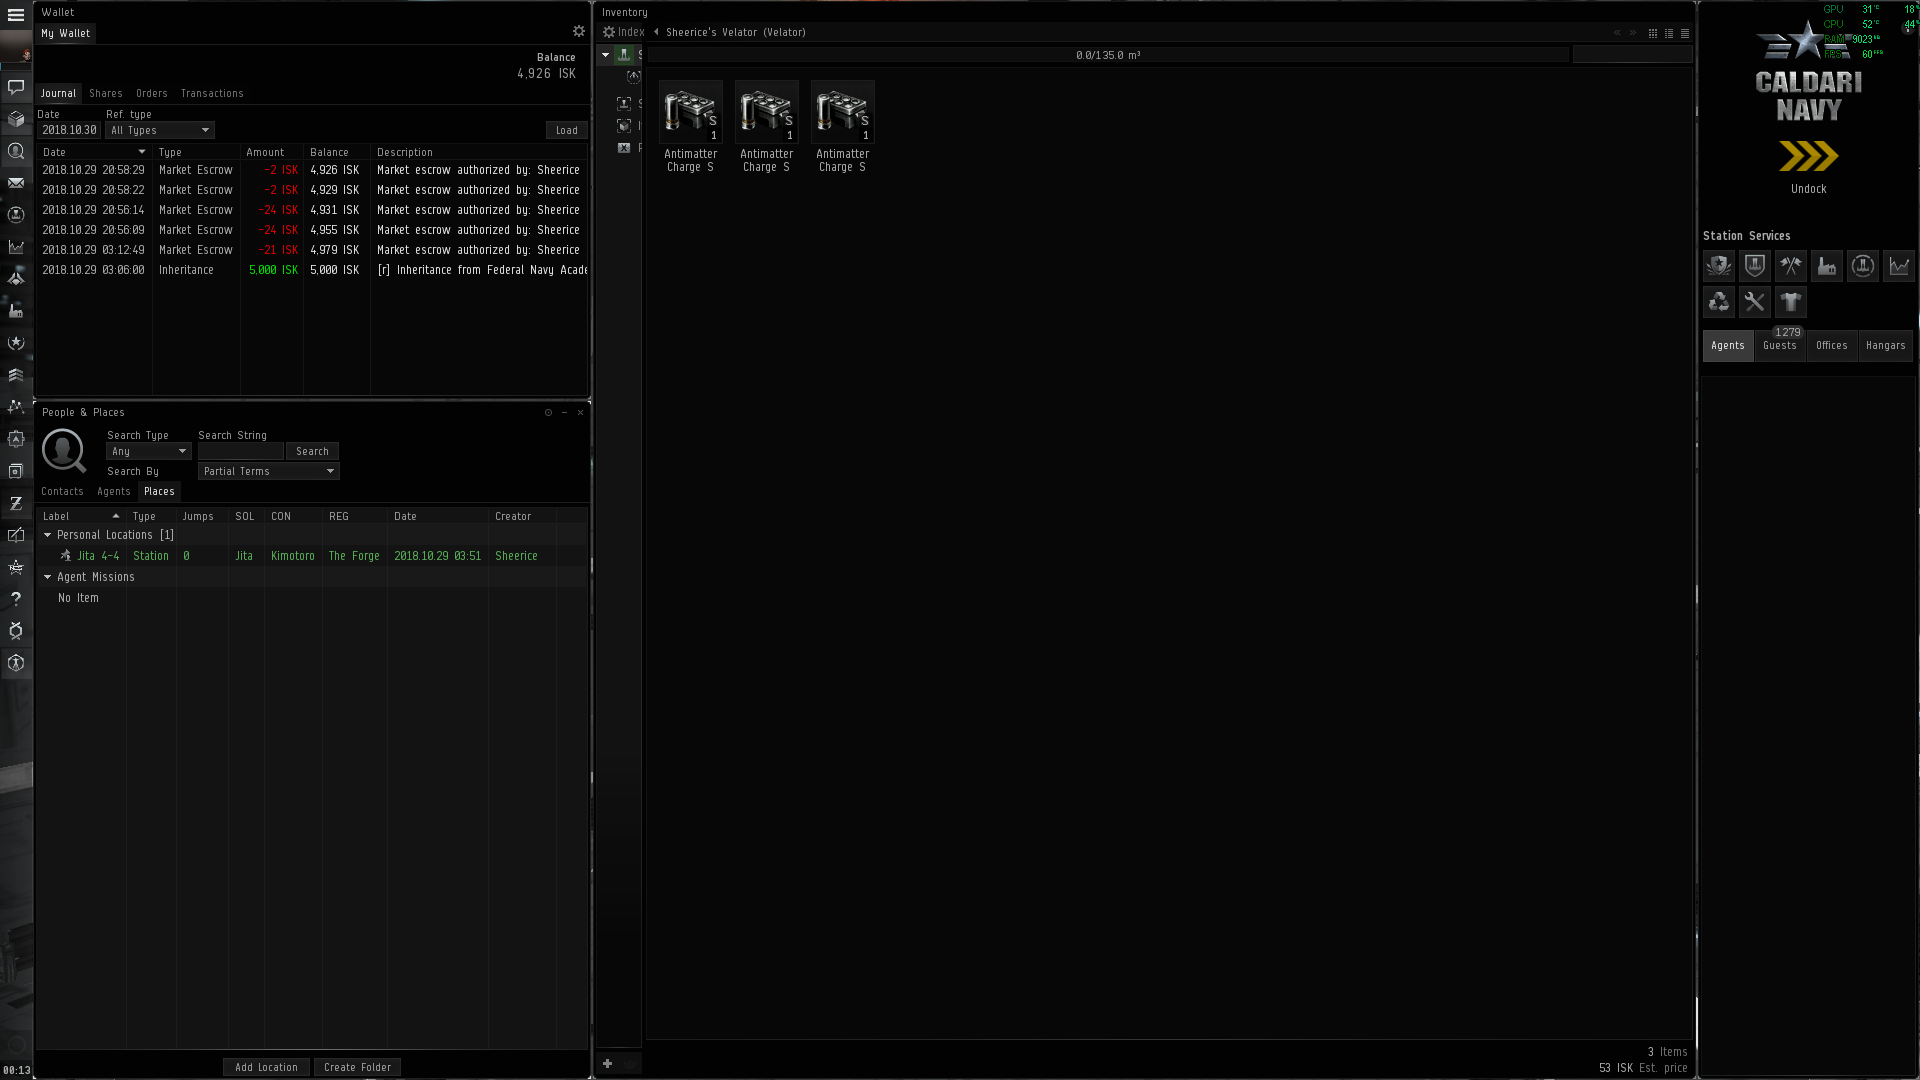 Wallet
My Wallet
Balance
4,926 ISK
Journal Shares Orders Transactions
Date Ref. type
2018.10.30 All Types Load
Date Type Amount Balance Description
2018.10.29 20:58:29 Market Escrow -2 ISK 4,926 ISK Market escrow authorized by: Sheerice
2018.10.29 20:58:22 Market Escrow -2 ISK 4,929 ISK Market escrow authorized by: Sheerice
2018.10.29 20:56:14 Market Escrow -24 ISK 4,931 ISK Market escrow authorized by: Sheerice
2018.10.29 20:56:09 Market Escrow -24 ISK 4,955 ISK Market escrow authorized by: Sheerice
2018.10.29 03:12:49 Market Escrow -21 ISK 4,979 ISK Market escrow authorized by: Sheerice
2018.10.29 03:06:00 Inheritance 5,000 ISK 5,000 ISK [r] Inheritance from Federal Navy Acade
People & Places
Search Type Search String
Any Search
Search By Partial Terms
Contacts Agents Places
Label Type Jumps SOL CON REG Date Creator
Personal Locations [1]
Jita 4-4 Station 0 Jita Kimotoro The Forge 2018.10.29 03:51 Sheerice
Agent Missions
No Item
Add Location Create Folder
00:13
Inventory
Index Sheerice's Velator (Velator)
0.0/135.0 m³
S S S
1 1 1
Antimatter Antimatter Antimatter
Charge S Charge S Charge S
3 Items
53 ISK Est. price
GPU 31°C 18
CPU 52°C 44
RAM 9023 MB
60 FPS
CALDARI
NAVY
Undock
Station Services
1279
Agents Guests Offices Hangars